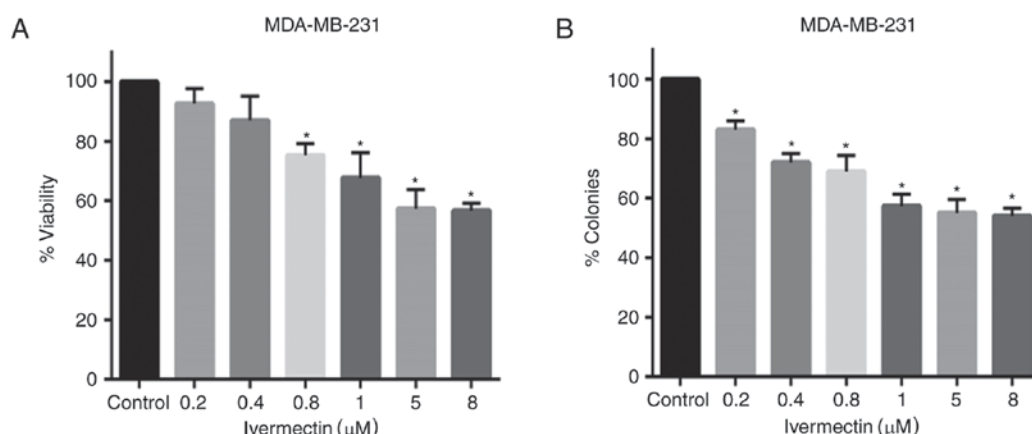 A
MDA-MB-231
% Viability
100
80
60
40
20
0
* * * *
Control 0.2 0.4 0.8 1 5 8
Ivermectin (μM)
B
MDA-MB-231
% Colonies
100
80
60
40
20
0
* * * * * *
Control 0.2 0.4 0.8 1 5 8
Ivermectin (μM)